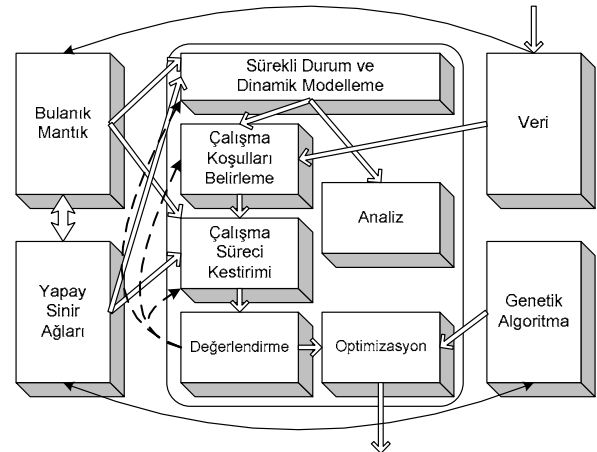 Sürekli Durum ve
Dinamik Modelleme
Bulanık
Mantık
Veri
Çalışma
Koşulları
Belirleme
Analiz
Çalışma
Süreci
Kestirimi
Yapay
Sinir
Ağları
Genetik
Algoritma
Değerlendirme
Optimizasyon